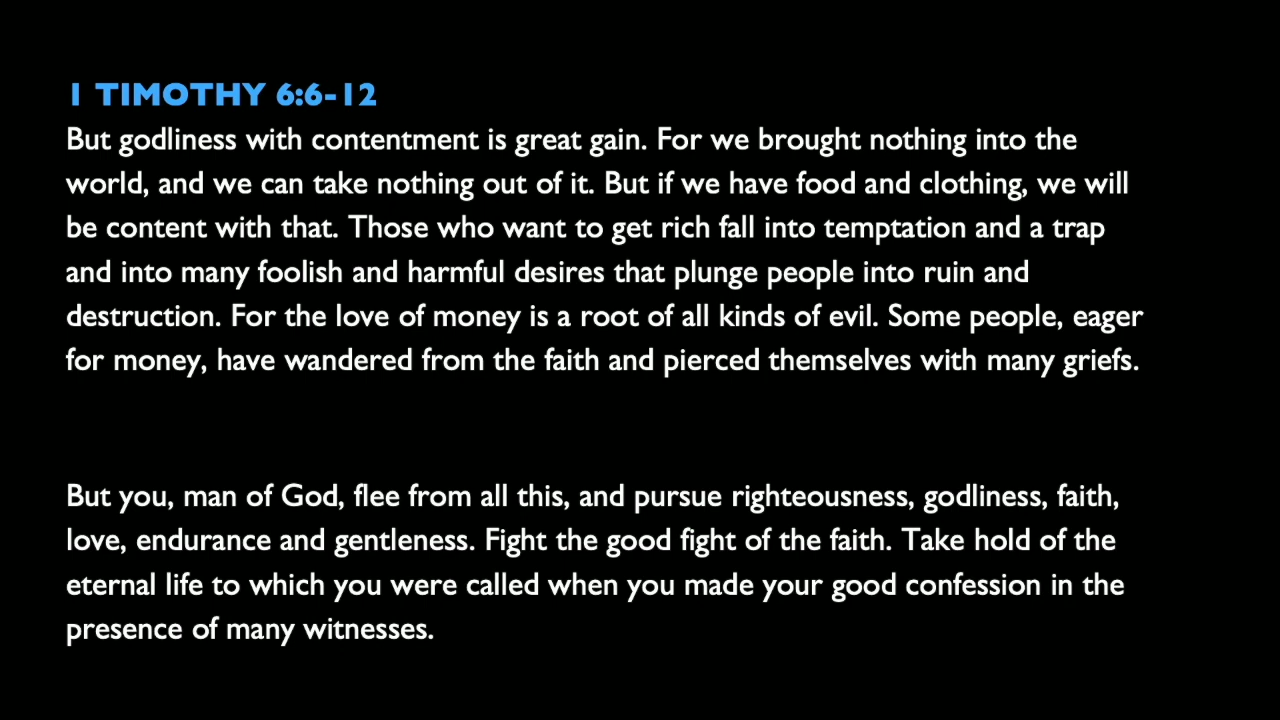 1 TIMOTHY 6:6-12
But godliness with contentment is great gain. For we brought nothing into the
world, and we can take nothing out of it. But if we have food and clothing, we will
be content with that. Those who want to get rich fall into temptation and a trap
and into many foolish and harmful desires that plunge people into ruin and
destruction. For the love of money is a root of all kinds of evil. Some people, eager
for money, have wandered from the faith and pierced themselves with many griefs.
But you, man of God, flee from all this, and pursue righteousness, godliness, faith,
love, endurance and gentleness. Fight the good fight of the faith. Take hold of the
eternal life to which you were called when you made your good confession in the
presence of many witnesses.